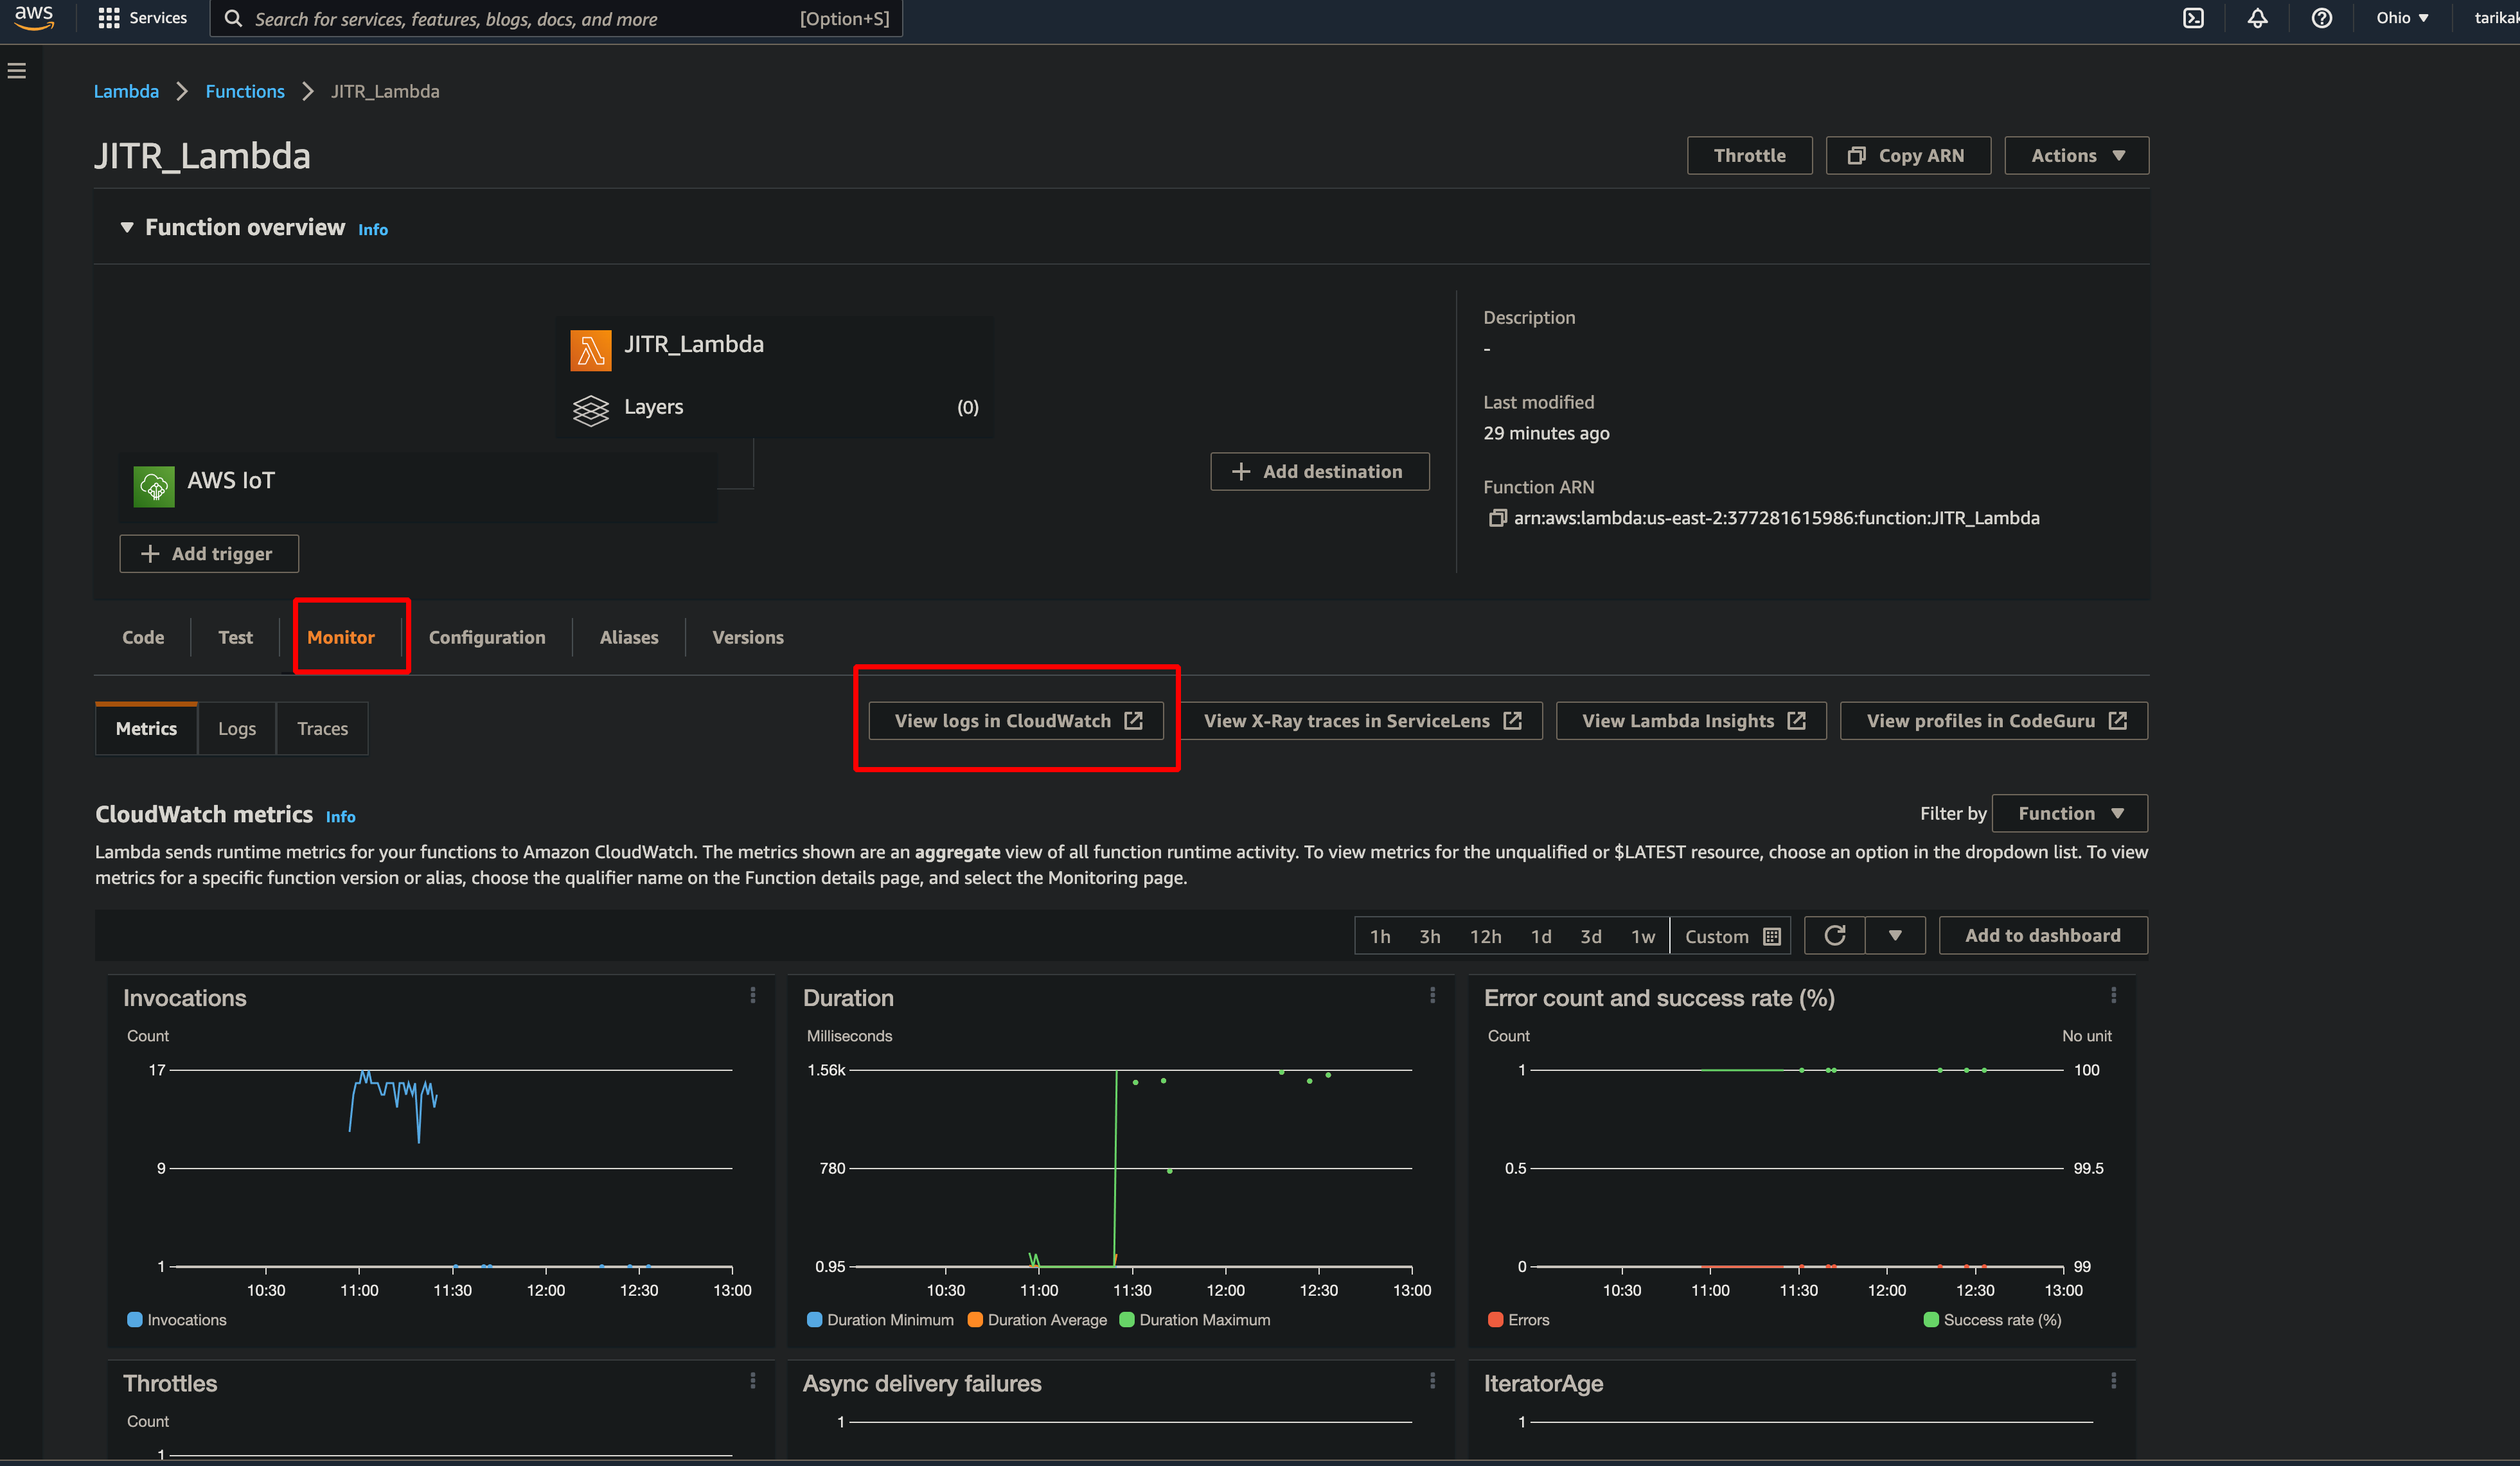 aws
Services
Search for services, features, blogs, docs, and more
[Option+S]
Ohio
tarikak
Lambda
Functions
JITR_Lambda
JITR_Lambda
Throttle
Copy ARN
Actions
Function overview Info
JITR_Lambda
Layers
(0)
AWS IoT
Add trigger
Add destination
Description
-
Last modified
29 minutes ago
Function ARN
arn:aws:lambda:us-east-2:377281615986:function:JITR_Lambda
Code
Test
Monitor
Configuration
Aliases
Versions
Metrics
Logs
Traces
View logs in CloudWatch
View X-Ray traces in ServiceLens
View Lambda Insights
View profiles in CodeGuru
CloudWatch metrics Info
Filter by
Function
Lambda sends runtime metrics for your functions to Amazon CloudWatch. The metrics shown are an aggregate view of all function runtime activity. To view metrics for the unqualified or $LATEST resource, choose an option in the dropdown list. To view
metrics for a specific function version or alias, choose the qualifier name on the Function details page, and select the Monitoring page.
1h 3h 12h 1d 3d 1w Custom
Add to dashboard
Invocations
Count
17
9
1
10:30 11:00 11:30 12:00 12:30 13:00
Invocations
Duration
Milliseconds
1.56k
780
0.95
10:30 11:00 11:30 12:00 12:30 13:00
Duration Minimum Duration Average Duration Maximum
Error count and success rate (%)
Count
No unit
1
100
0.5
99.5
0
99
10:30 11:00 11:30 12:00 12:30 13:00
Errors
Success rate (%)
Throttles
Count
1
Async delivery failures
1
IteratorAge
1